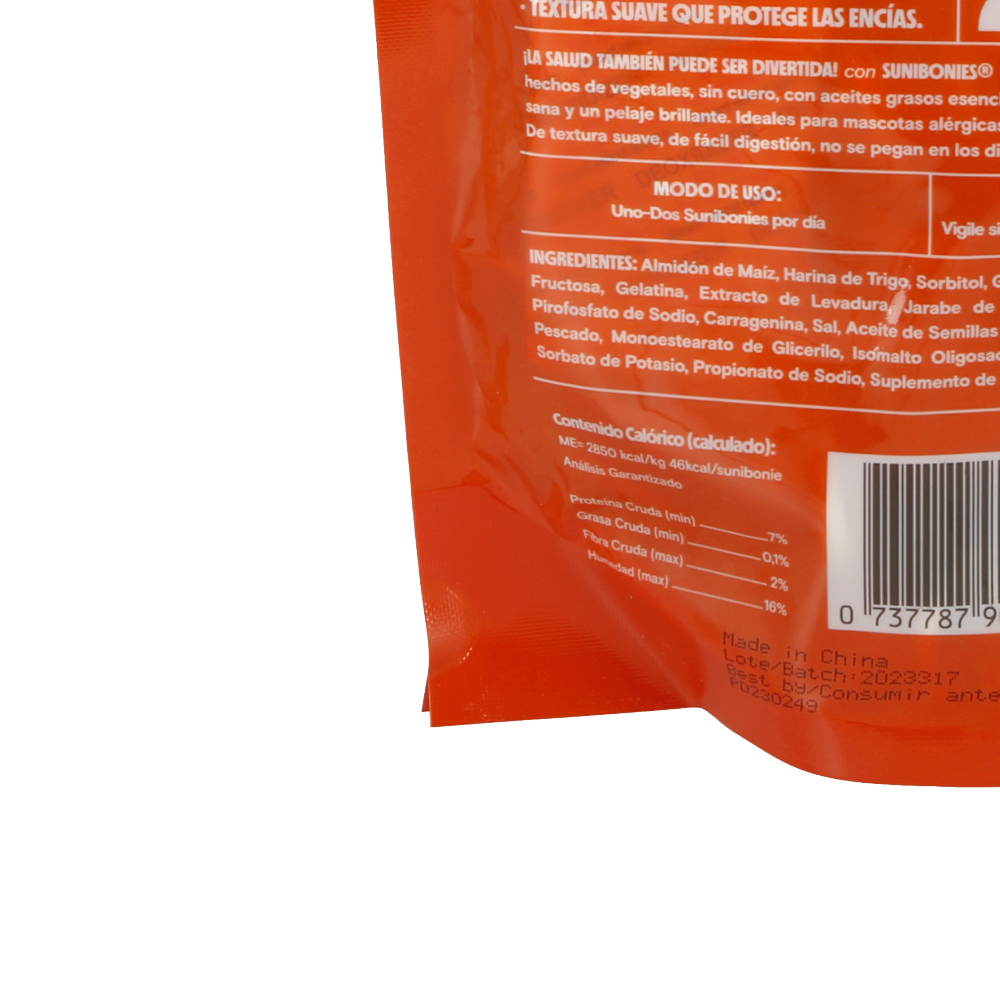 · TEXTURA SUAVE QUE PROTEGE LAS ENCÍAS.
¡LA SALUD TAMBIÉN PUEDE SER DIVERTIDA! con SUNIBONIES®
hechos de vegetales, sin cuero, con aceites grasos esenc
sana y un pelaje brillante. Ideales para mascotas alérgicas
De textura suave, de fácil digestión, no se pegan en los di
MODO DE USO:
Uno-Dos Sunibonies por día
Vigile si
INGREDIENTES: Almidón de Maíz, Harina de Trigo, Sorbitol, G
Fructosa, Gelatina, Extracto de Levadura, Jarabe de
Pirofosfato de Sodio, Carragenina, Sal, Aceite de Semillas
Pescado, Monoestearato de Glicerilo, Isómalto Oligosac
Sorbato de Potasio, Propionato de Sodio, Suplemento de
Contenido Calórico (calculado):
ME= 2850 kcal/kg 46kcal/sunibonie
Análisis Garantizado
Proteína Cruda (min) 7%
Grasa Cruda (min) 0,1%
Fibra Cruda (max) 2%
Humedad (max) 16%
0 737787 9
Made in China
Lote/Batch:2023317
Best by/Consumir ante
PD230249